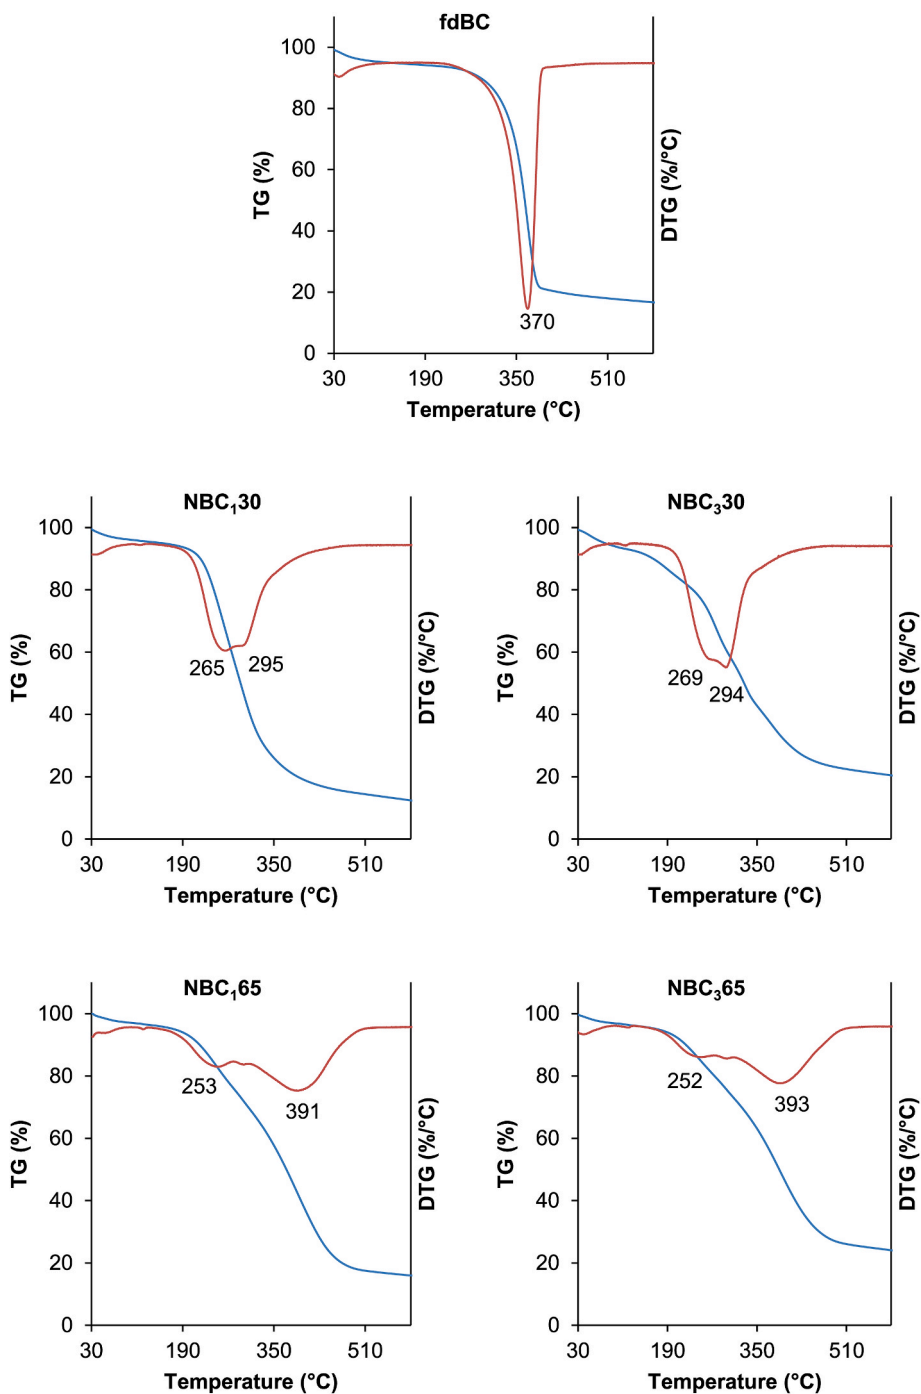 fdBC
100
80
60
40
20
0
TG (%)
DTG (%/°C)
370
30 190 350 510
Temperature (°C)
NBC₁30
100
80
60
40
20
0
TG (%)
DTG (%/°C)
265 295
30 190 350 510
Temperature (°C)
NBC₃30
100
80
60
40
20
0
TG (%)
DTG (%/°C)
269
294
30 190 350 510
Temperature (°C)
NBC₁65
100
80
60
40
20
0
TG (%)
DTG (%/°C)
253
391
30 190 350 510
Temperature (°C)
NBC₃65
100
80
60
40
20
0
TG (%)
DTG (%/°C)
252
393
30 190 350 510
Temperature (°C)